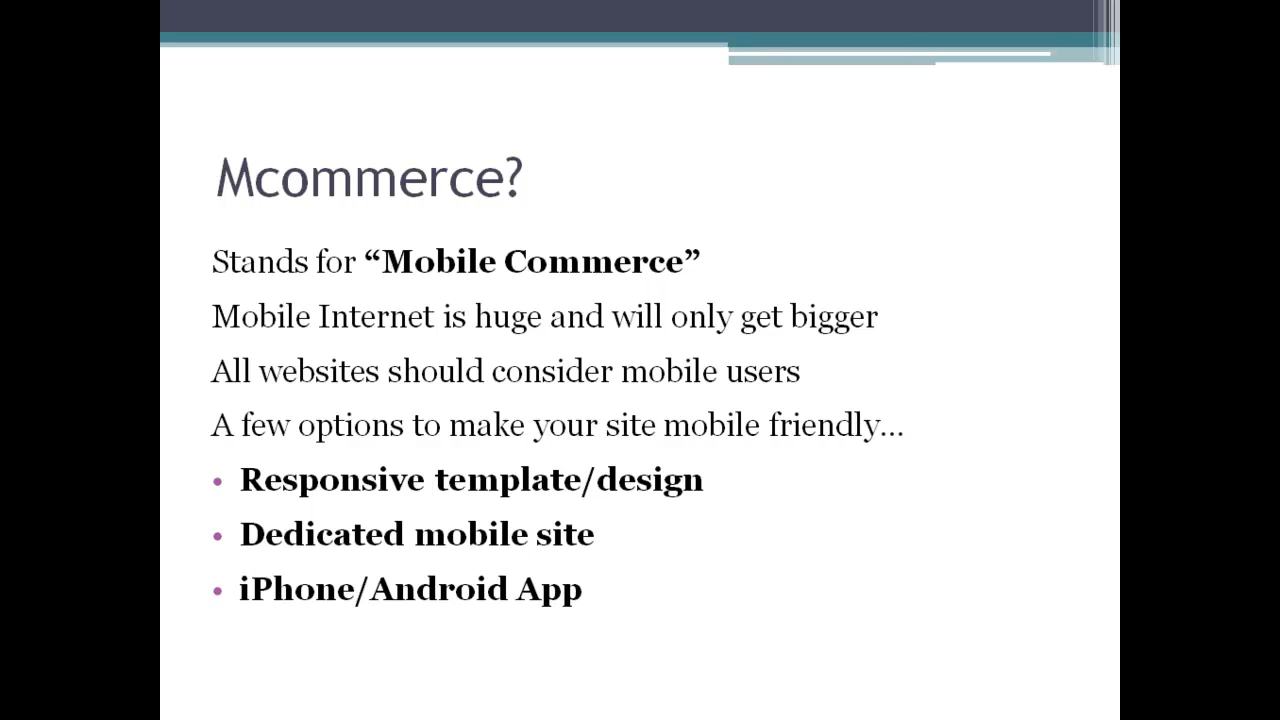 Mcommerce?
Stands for “Mobile Commerce”
Mobile Internet is huge and will only get bigger
All websites should consider mobile users
A few options to make your site mobile friendly...
• Responsive template/design
• Dedicated mobile site
• iPhone/Android App